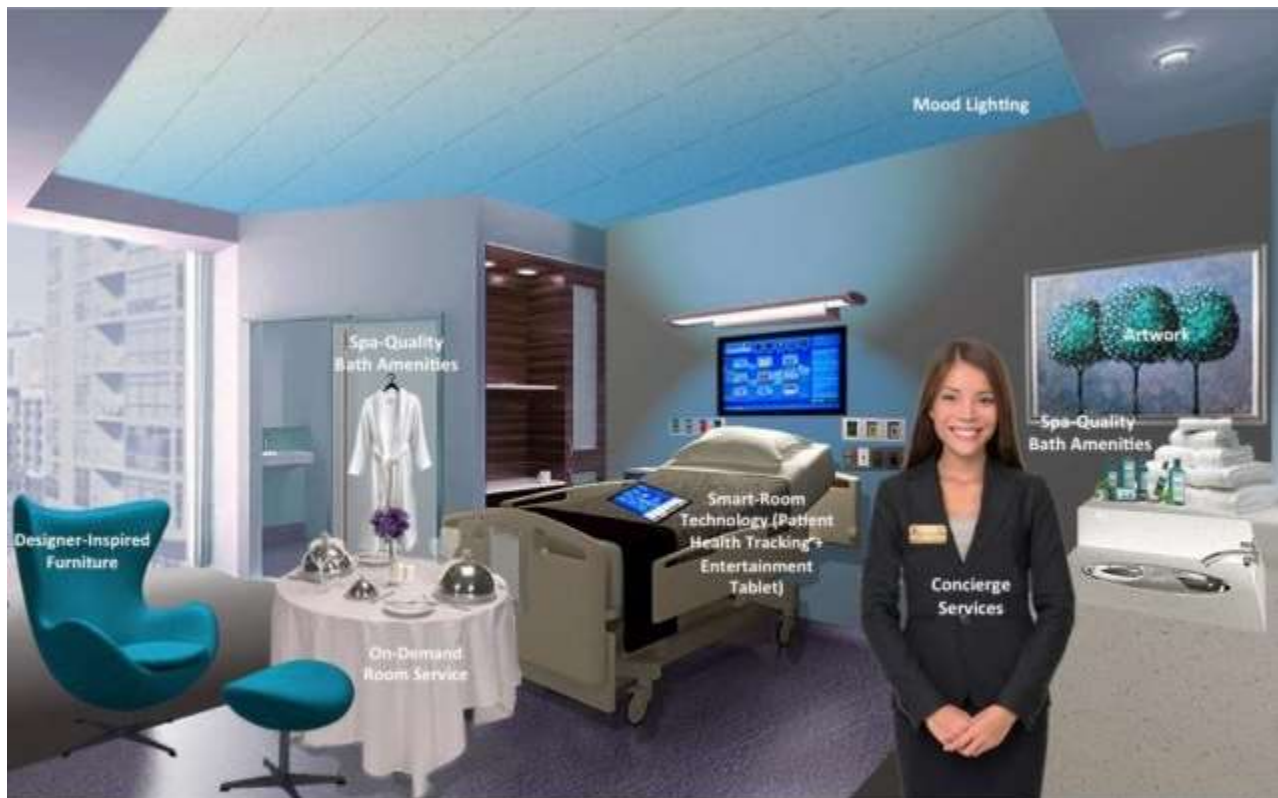 Mood Lighting
Spa-Quality
Bath Amenities
Artwork
Spa-Quality
Bath Amenities
Smart-Room
Technology (Patient
Health Tracking +
Entertainment
Tablet)
Designer-Inspired
Furniture
Concierge
Services
On-Demand
Room Service